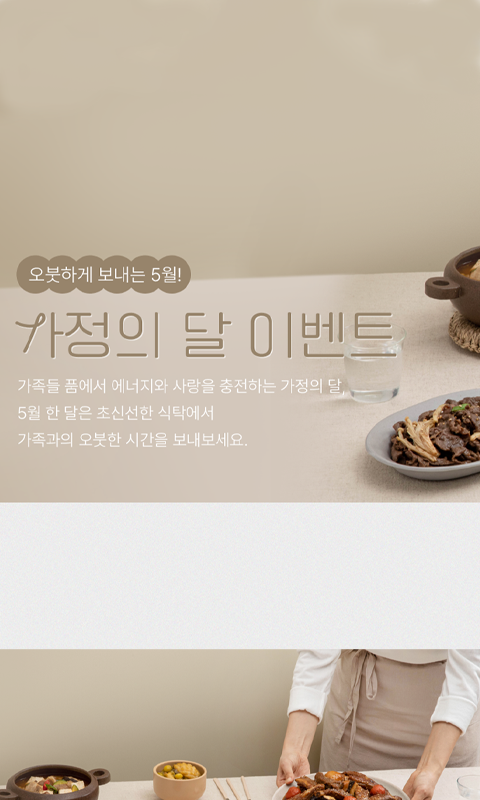 오붓하게 보내는 5월!
가정의 달 이벤트
가족들 품에서 에너지와 사랑을 충전하는 가정의 달,
5월 한 달은 초신선한 식탁에서
가족과의 오붓한 시간을 보내보세요.